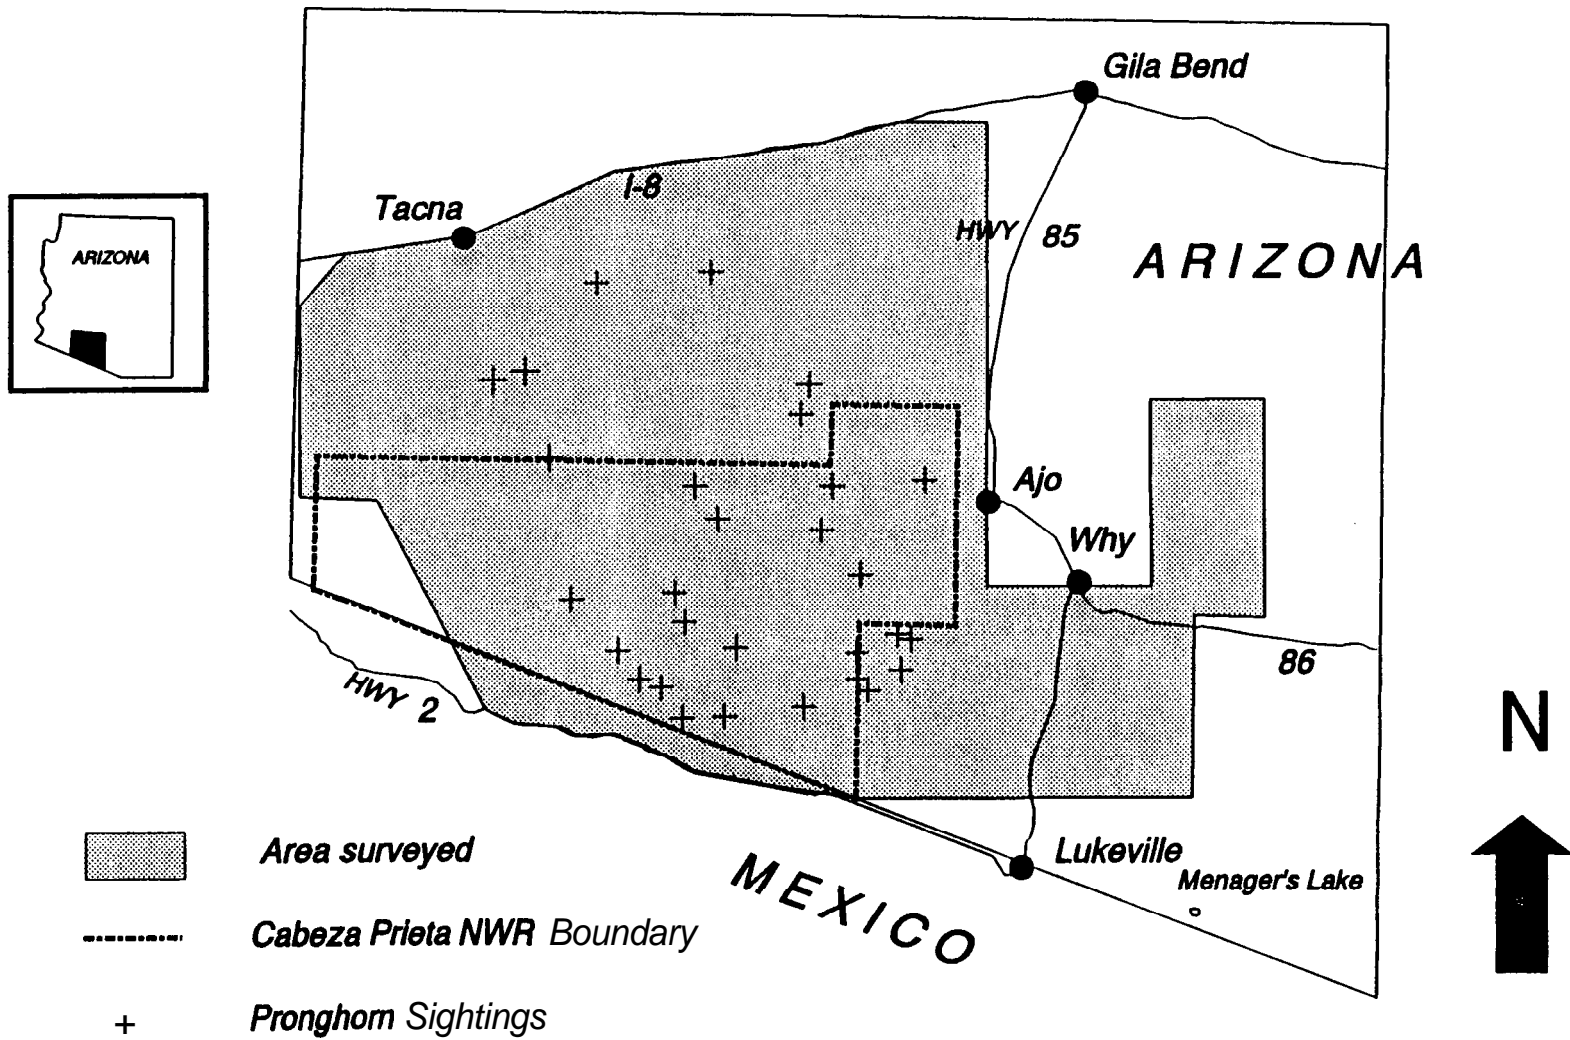 Gila Bend
I-8
Tacna
HWY 85
ARIZONA
ARIZONA
Ajo
Why
86
HWY 2
N
Lukeville
Menager's Lake
MEXICO
Area surveyed
Cabeza Prieta NWR Boundary
+ Pronghorn Sightings